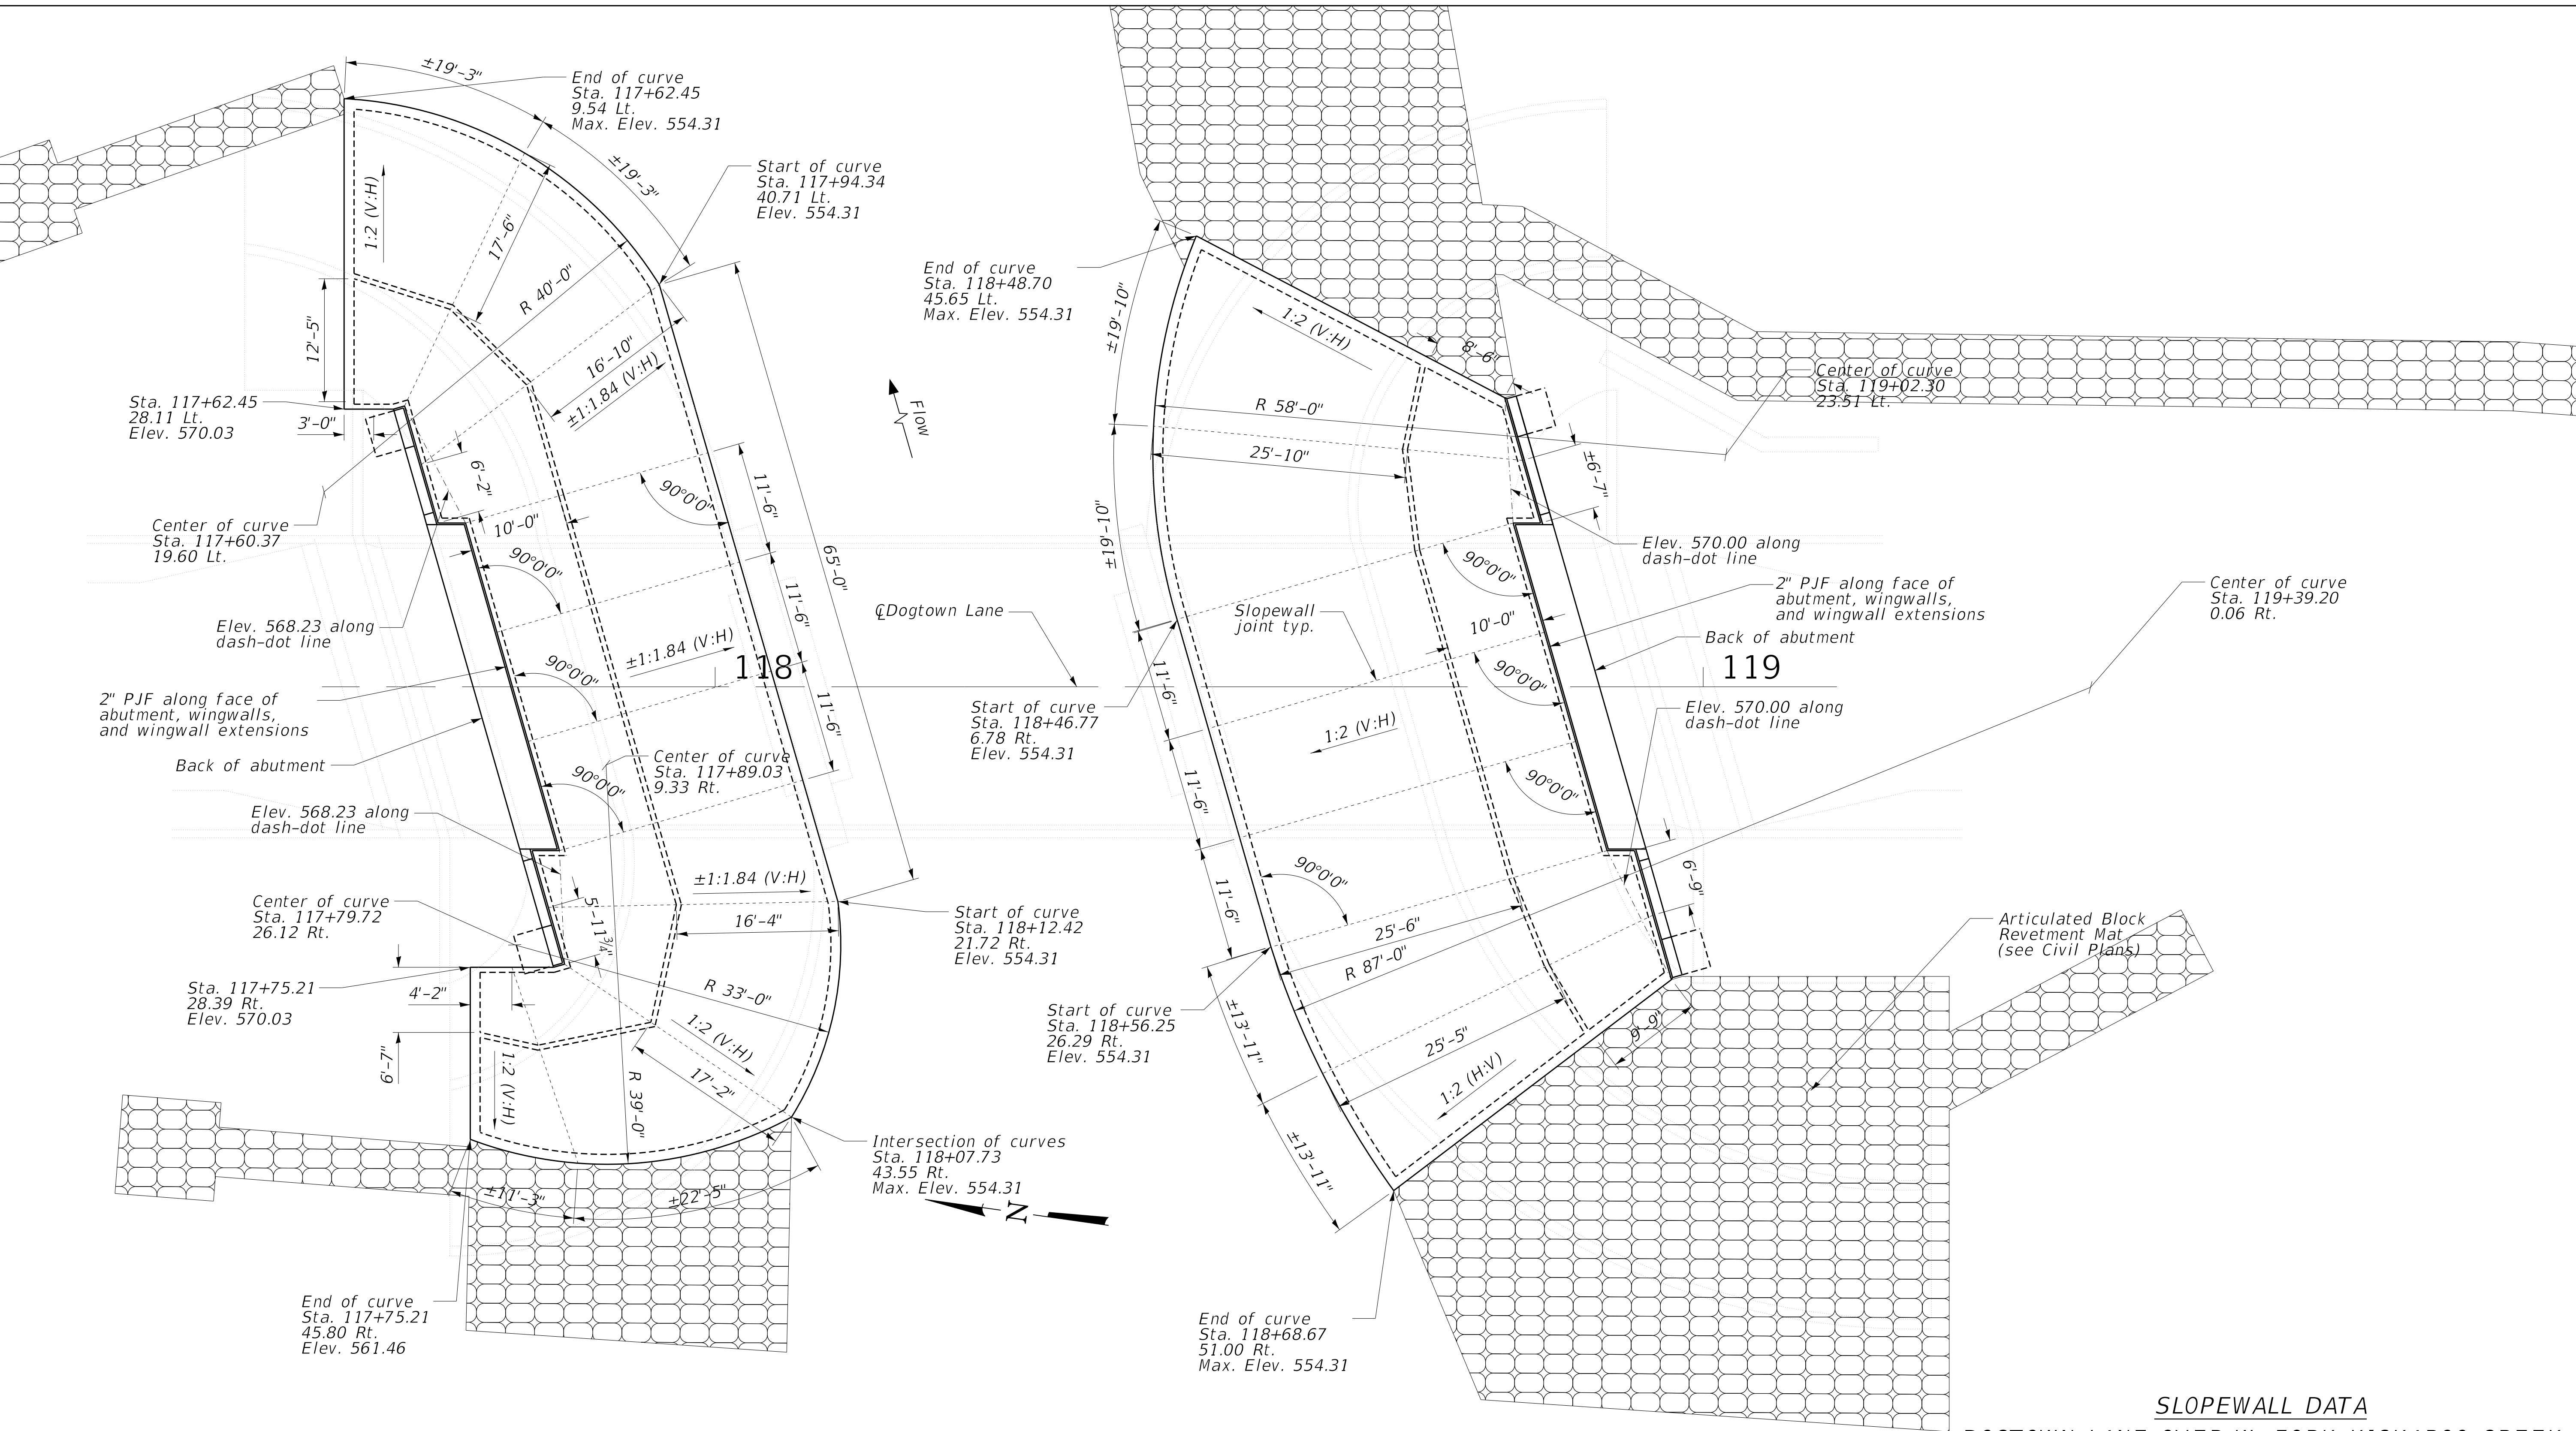 ±19'-3"
End of curve
Sta. 117+62.45
9.54 Lt.
Max. Elev. 554.31
±19'-3"
Start of curve
Sta. 117+94.34
40.71 Lt.
Elev. 554.31
1:2 (V:H)
17'-6"
R 40'-0"
12'-5"
16'-10"
±1:1.84 (V:H)
Sta. 117+62.45
28.11 Lt.
Elev. 570.03
3'-0"
6'-2"
10'-0"
90°0'0"
11'-6"
65'-0"
Flow
Center of curve
Sta. 117+60.37
19.60 Lt.
90°0'0"
11'-6"
Elev. 568.23 along
dash-dot line
±1:1.84 (V:H)
118
90°0'0"
11'-6"
2" PJF along face of
abutment, wingwalls,
and wingwall extensions
Back of abutment
Center of curve
Sta. 117+89.03
9.33 Rt.
90°0'0"
Elev. 568.23 along
dash-dot line
±1:1.84 (V:H)
16'-4"
5'-11¾"
Center of curve
Sta. 117+79.72
26.12 Rt.
Start of curve
Sta. 118+12.42
21.72 Rt.
Elev. 554.31
Sta. 117+75.21
28.39 Rt.
Elev. 570.03
4'-2"
R 33'-0"
1:2 (V:H)
6'-7"
1:2 (V:H)
17'-2"
R 39'-0"
Intersection of curves
Sta. 118+07.73
43.55 Rt.
Max. Elev. 554.31
±11'-3"
±22'-5"
N
End of curve
Sta. 117+75.21
45.80 Rt.
Elev. 561.46
End of curve
Sta. 118+48.70
45.65 Lt.
Max. Elev. 554.31
±19'-10"
1:2 (V:H)
8'-6"
Center of curve
Sta. 119+02.30
23.51 Lt.
R 58'-0"
25'-10"
±6'-7"
±19'-10"
90°0'0"
Elev. 570.00 along
dash-dot line
2" PJF along face of
abutment, wingwalls,
and wingwall extensions
Center of curve
Sta. 119+39.20
0.06 Rt.
℄Dogtown Lane
Slopewall
joint typ.
10'-0"
Back of abutment
119
11'-6"
90°0'0"
Start of curve
Sta. 118+46.77
6.78 Rt.
Elev. 554.31
Elev. 570.00 along
dash-dot line
1:2 (V:H)
11'-6"
90°0'0"
11'-6"
90°0'0"
6'-9"
25'-6"
R 87'-0"
Articulated Block
Revetment Mat
(see Civil Plans)
Start of curve
Sta. 118+56.25
26.29 Rt.
Elev. 554.31
±13'-11"
25'-5"
9'-9"
1:2 (H:V)
±13'-11"
End of curve
Sta. 118+68.67
51.00 Rt.
Max. Elev. 554.31
SLOPEWALL DATA